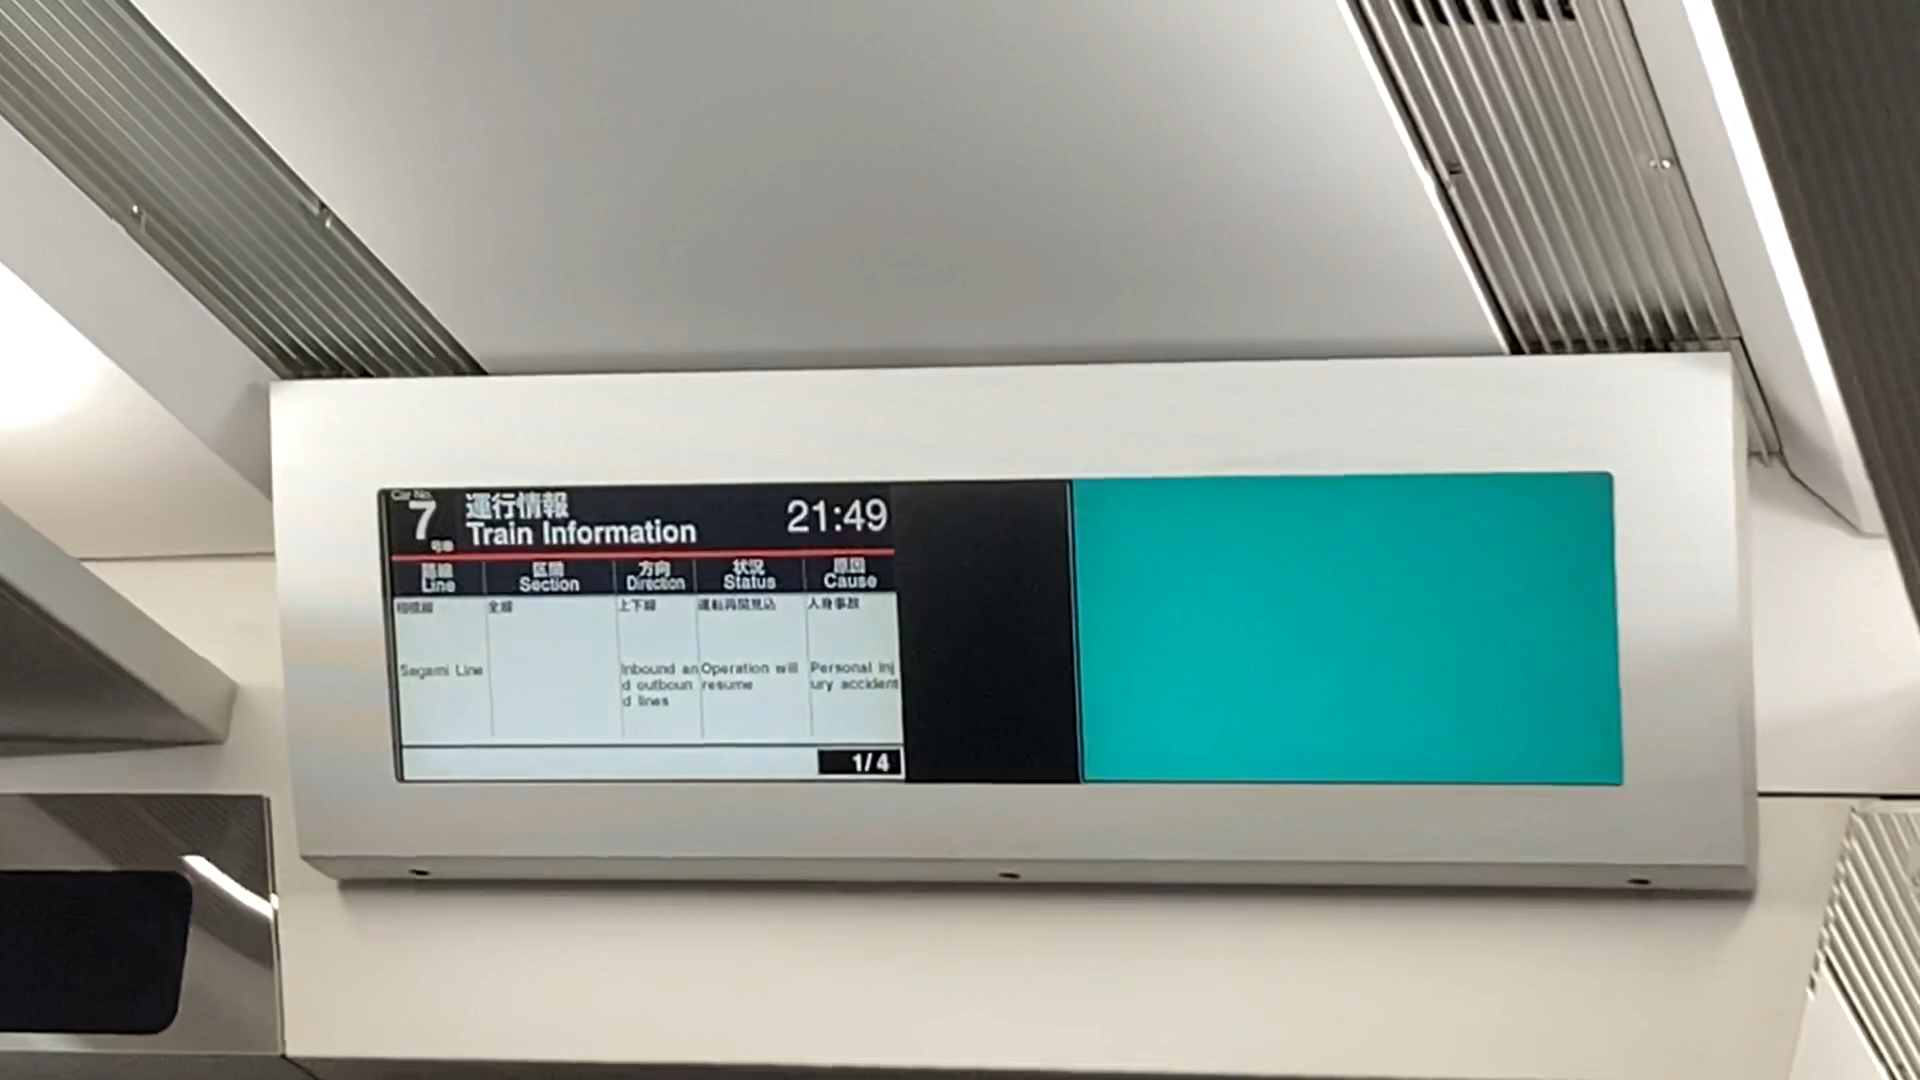 Car No.
7
号車
運行情報
Train Information
21:49
路線
Line
区間
Section
方向
Direction
状況
Status
原因
Cause
相模線
全線
上下線
運転再開見込
人身事故
Sagami Line
Inbound an
d outboun
d lines
Operation will
resume
Personal Inj
ury accident
1/4